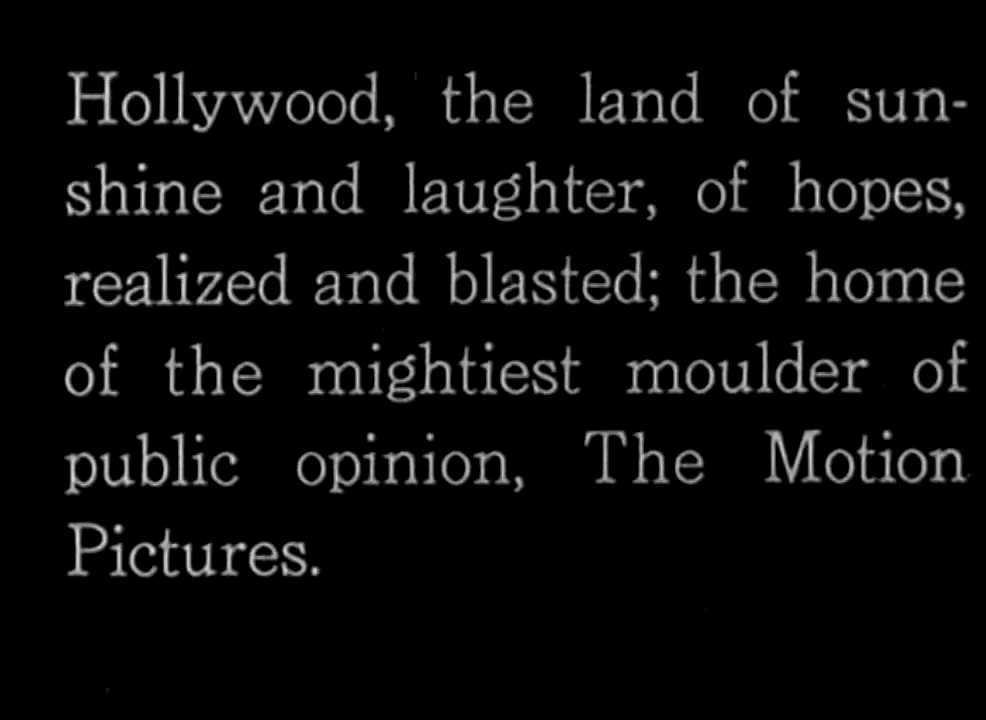 Hollywood, the land of sun-
shine and laughter, of hopes,
realized and blasted; the home
of the mightiest moulder of
public opinion, The Motion
Pictures.